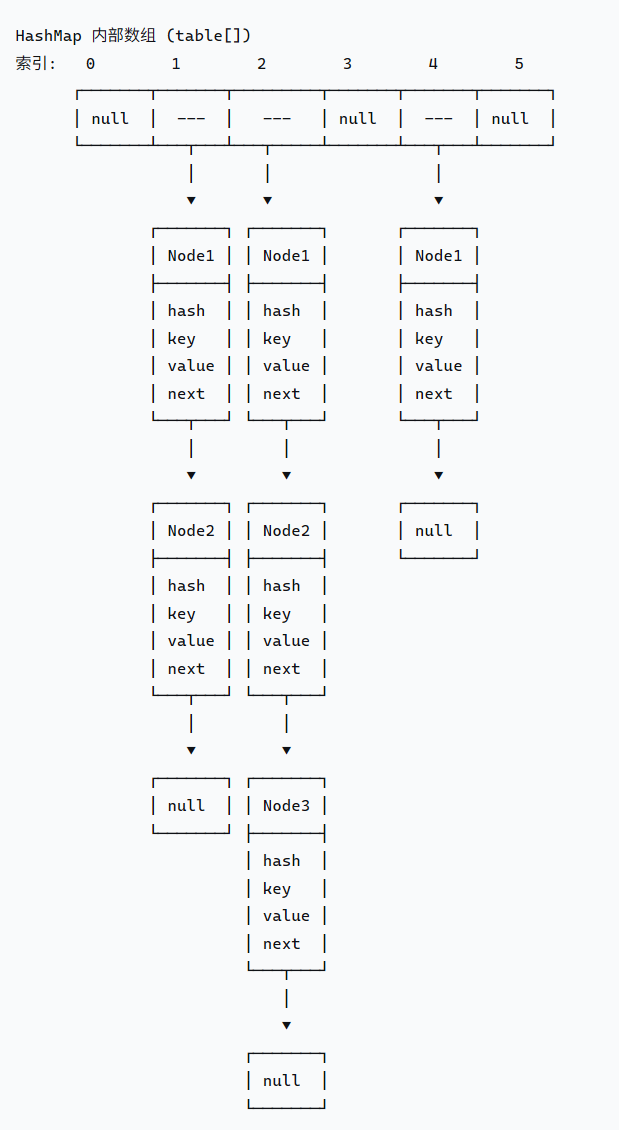 HashMap 内部数组 (table[])
索引: 0 1 2 3 4 5
null --- --- null --- null
Node1 Node1 Node1
hash hash hash
key key key
value value value
next next next
Node2 Node2 null
hash hash
key key
value value
next next
null Node3
hash
key
value
next
null